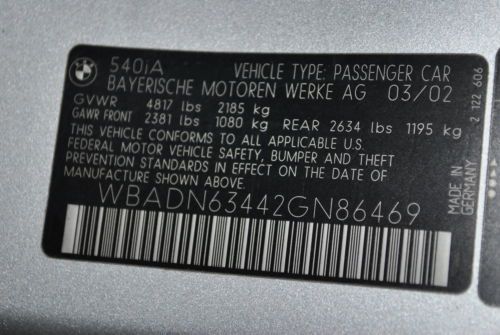 540iA VEHICLE TYPE: PASSENGER CAR
BAYERISCHE MOTOREN WERKE AG 03/02
GVWR 4817 lbs 2185 kg
GAWR FRONT 2381 lbs 1080 kg REAR 2634 lbs 1195 kg
THIS VEHICLE CONFORMS TO ALL APPLICABLE U.S.
FEDERAL MOTOR VEHICLE SAFETY, BUMPER AND THEFT
PREVENTION STANDARDS IN EFFECT ON THE DATE OF
MANUFACTURE SHOWN ABOVE.
WBADN63442GN86469
2 122 606
MADE IN
GERMANY